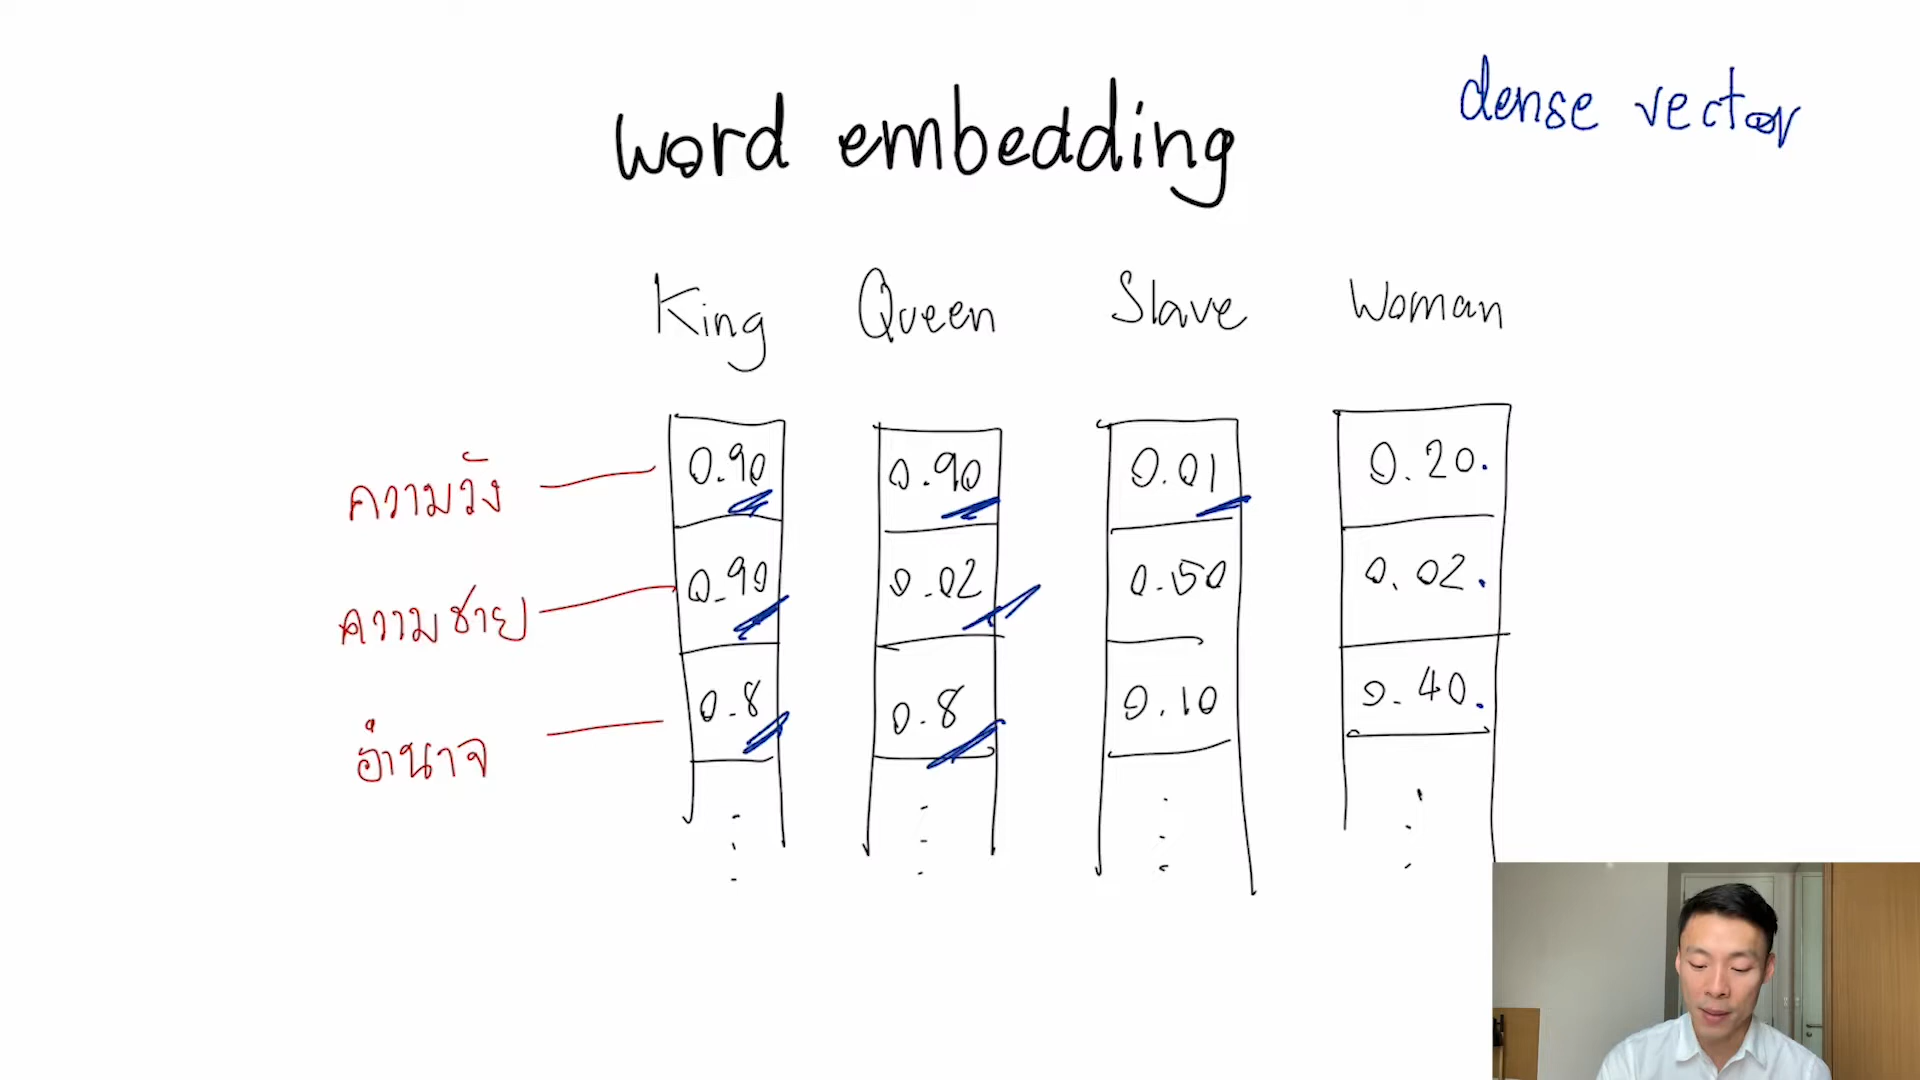 dense vector
word embedding
King Queen Slave Woman
ความวัง 0.90 0.90 0.01 0.20
ความชาย 0.90 0.02 0.50 0.02
อำนาจ 0.8 0.8 0.10 0.40